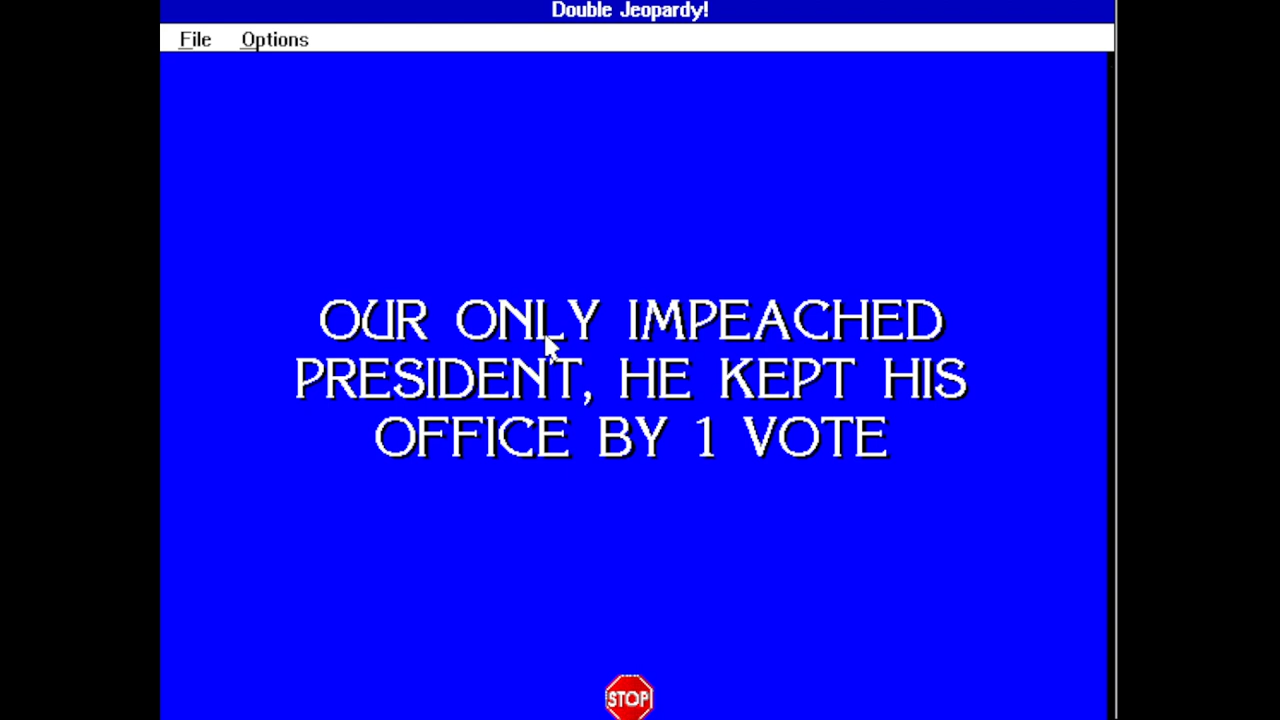 Double Jeopardy!
File Options
OUR ONLY IMPEACHED
PRESIDENT, HE KEPT HIS
OFFICE BY 1 VOTE
STOP